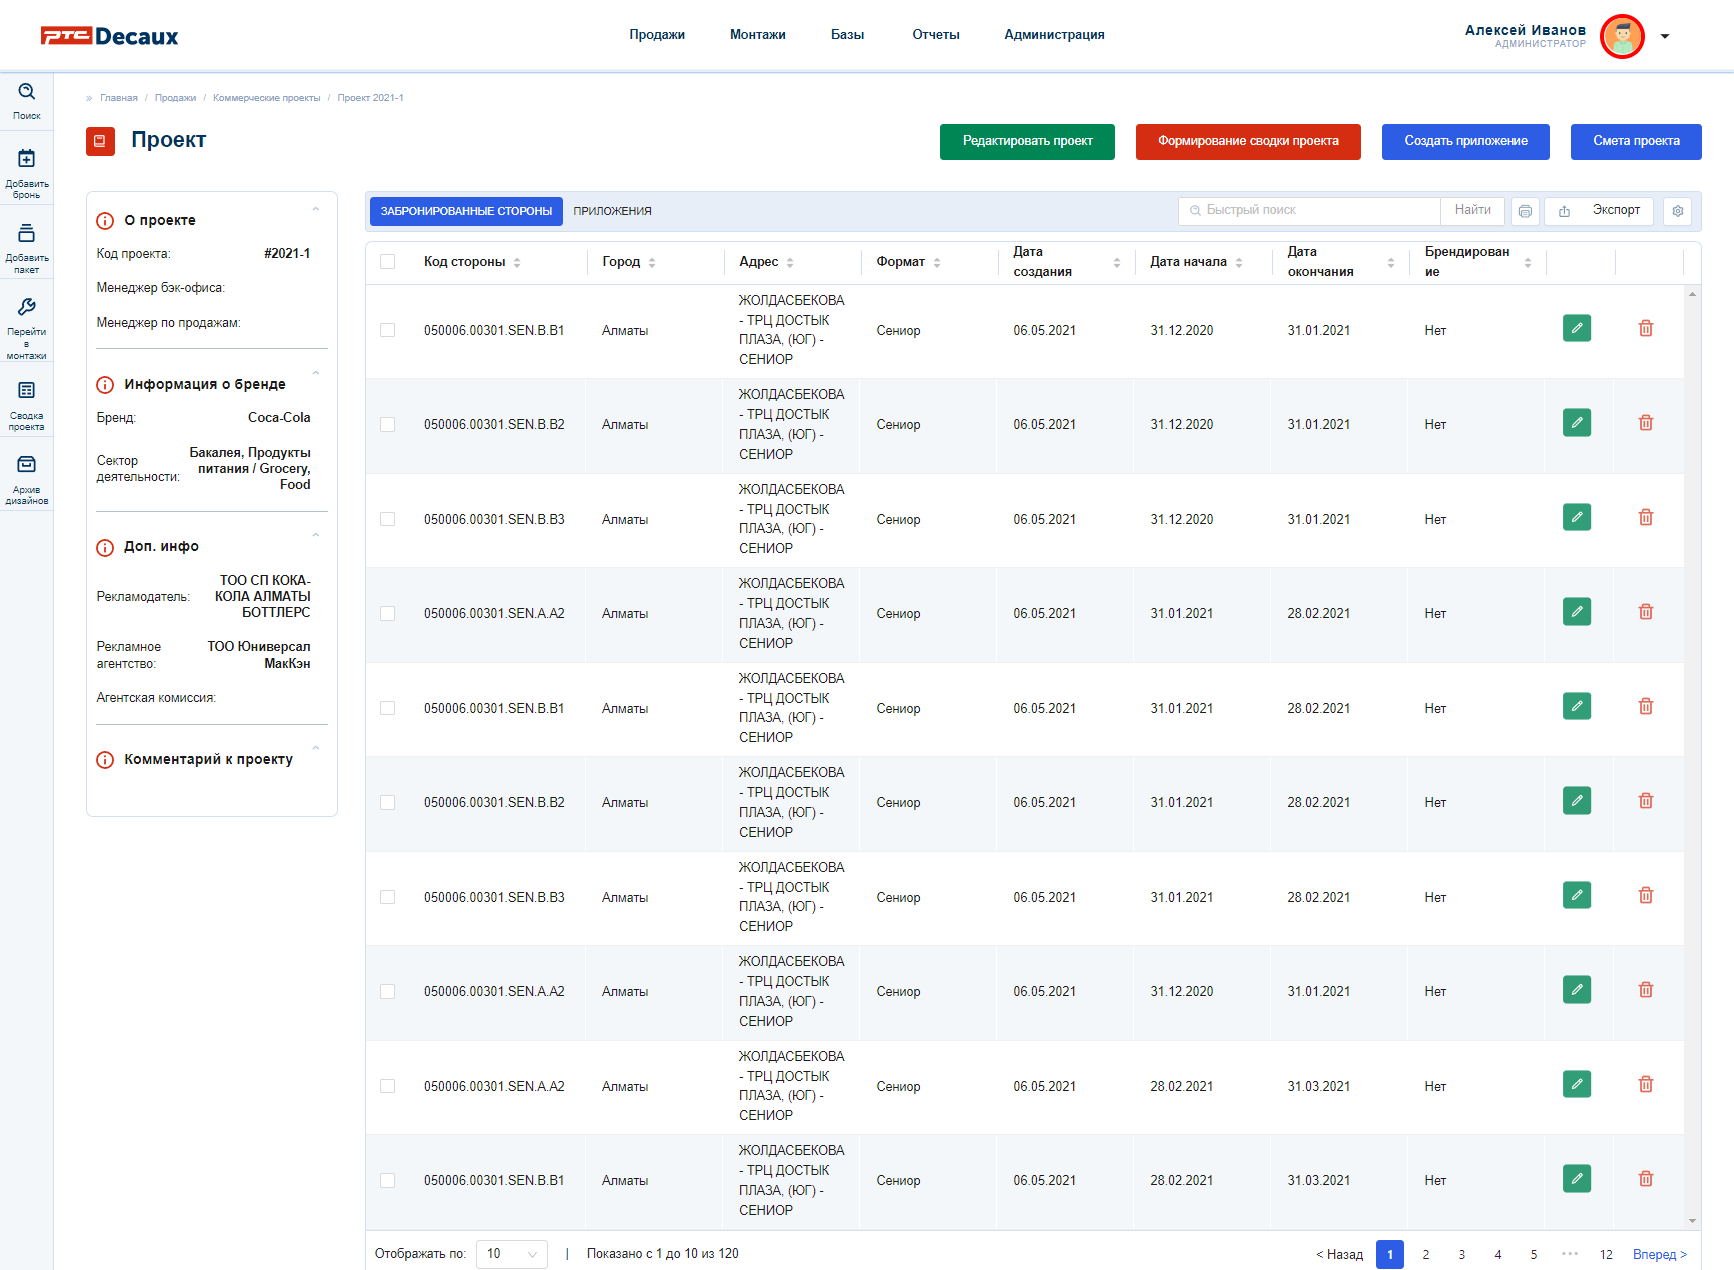 РТС Decaux
Продажи
Монтажи
Базы
Отчеты
Администрация
Алексей Иванов
АДМИНИСТРАТОР
Поиск
Добавить
бронь
Добавить
пакет
Перейти
в
монтажи
Сводка
проекта
Архив
дизайнов
» Главная / Продажи / Коммерческие проекты / Проект 2021-1
Проект
Редактировать проект
Формирование сводки проекта
Создать приложение
Смета проекта
О проекте
Код проекта: #2021-1
Менеджер бэк-офиса:
Менеджер по продажам:
Информация о бренде
Бренд: Coca-Cola
Сектор
деятельности:
Бакалея, Продукты
питания / Grocery,
Food
Доп. инфо
Рекламодатель:
ТОО СП КОКА-
КОЛА АЛМАТЫ
БОТТЛЕРС
Рекламное
агентство:
ТОО Юниверсал
МакКэн
Агентская комиссия:
Комментарий к проекту
ЗАБРОНИРОВАННЫЕ СТОРОНЫ
ПРИЛОЖЕНИЯ
Быстрый поиск
Найти
Экспорт
Код стороны
Город
Адрес
Формат
Дата
создания
Дата начала
Дата
окончания
Брендирован
ие
050006.00301.SEN.B.B1 Алматы
ЖОЛДАСБЕКОВА
- ТРЦ ДОСТЫК
ПЛАЗА, (ЮГ) -
СЕНИОР
Сениор 06.05.2021 31.12.2020 31.01.2021 Нет
050006.00301.SEN.B.B2 Алматы
ЖОЛДАСБЕКОВА
- ТРЦ ДОСТЫК
ПЛАЗА, (ЮГ) -
СЕНИОР
Сениор 06.05.2021 31.12.2020 31.01.2021 Нет
050006.00301.SEN.B.B3 Алматы
ЖОЛДАСБЕКОВА
- ТРЦ ДОСТЫК
ПЛАЗА, (ЮГ) -
СЕНИОР
Сениор 06.05.2021 31.12.2020 31.01.2021 Нет
050006.00301.SEN.A.A2 Алматы
ЖОЛДАСБЕКОВА
- ТРЦ ДОСТЫК
ПЛАЗА, (ЮГ) -
СЕНИОР
Сениор 06.05.2021 31.01.2021 28.02.2021 Нет
050006.00301.SEN.B.B1 Алматы
ЖОЛДАСБЕКОВА
- ТРЦ ДОСТЫК
ПЛАЗА, (ЮГ) -
СЕНИОР
Сениор 06.05.2021 31.01.2021 28.02.2021 Нет
050006.00301.SEN.B.B2 Алматы
ЖОЛДАСБЕКОВА
- ТРЦ ДОСТЫК
ПЛАЗА, (ЮГ) -
СЕНИОР
Сениор 06.05.2021 31.01.2021 28.02.2021 Нет
050006.00301.SEN.B.B3 Алматы
ЖОЛДАСБЕКОВА
- ТРЦ ДОСТЫК
ПЛАЗА, (ЮГ) -
СЕНИОР
Сениор 06.05.2021 31.01.2021 28.02.2021 Нет
050006.00301.SEN.A.A2 Алматы
ЖОЛДАСБЕКОВА
- ТРЦ ДОСТЫК
ПЛАЗА, (ЮГ) -
СЕНИОР
Сениор 06.05.2021 31.12.2020 31.01.2021 Нет
050006.00301.SEN.A.A2 Алматы
ЖОЛДАСБЕКОВА
- ТРЦ ДОСТЫК
ПЛАЗА, (ЮГ) -
СЕНИОР
Сениор 06.05.2021 28.02.2021 31.03.2021 Нет
050006.00301.SEN.B.B1 Алматы
ЖОЛДАСБЕКОВА
- ТРЦ ДОСТЫК
ПЛАЗА, (ЮГ) -
СЕНИОР
Сениор 06.05.2021 28.02.2021 31.03.2021 Нет
Отображать по: 10 | Показано с 1 до 10 из 120
< Назад 1 2 3 4 5 ••• 12 Вперед >